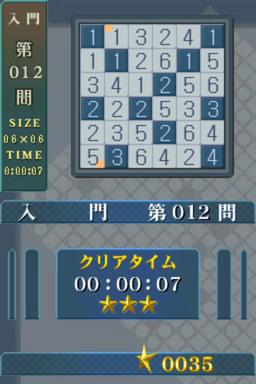 入門
第
012
問
SIZE
06×06
TIME
0:00:07
1 1 3 2 4 1
1 1 2 6 1 5
3 4 1 2 5 6
2 2 2 5 3 3
2 3 5 2 6 4
5 3 6 4 2 4
入 門 第012問
クリアタイム
00:00:07
0035